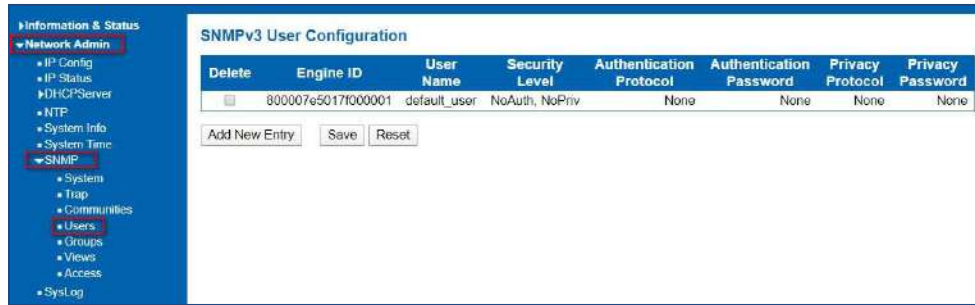 Information & Status
Network Admin
IP Config
IP Status
DHCPServer
NTP
System Info
System Time
SNMP
System
Trap
Communities
Users
Groups
Views
Access
SysLog
SNMPv3 User Configuration
Delete Engine ID User Name Security Level Authentication Protocol Authentication Password Privacy Protocol Privacy Password
800007e5017f000001 default_user NoAuth, NoPriv None None None None
Add New Entry Save Reset